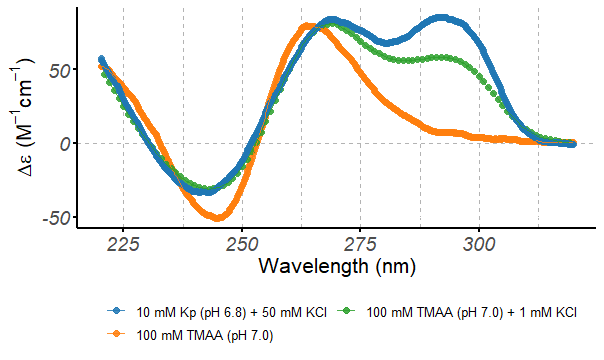 50
0
-50
Δε (M⁻¹cm⁻¹)
225 250 275 300
Wavelength (nm)
10 mM Kp (pH 6.8) + 50 mM KCl 100 mM TMAA (pH 7.0) + 1 mM KCl
100 mM TMAA (pH 7.0)